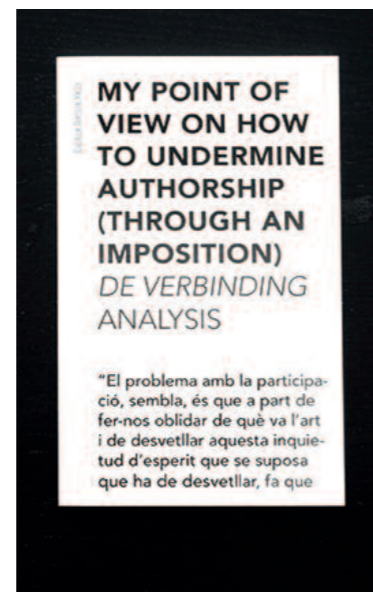 MY POINT OF
VIEW ON HOW
TO UNDERMINE
AUTHORSHIP
(THROUGH AN
IMPOSITION)
DE VERBINDING
ANALYSIS
“El problema amb la participa-
ció, sembla, és que a part de
fer-nos oblidar de què va l’art
i de desvetllar aquesta inquie-
tud d’esperit que se suposa
que ha de desvetllar, fa que